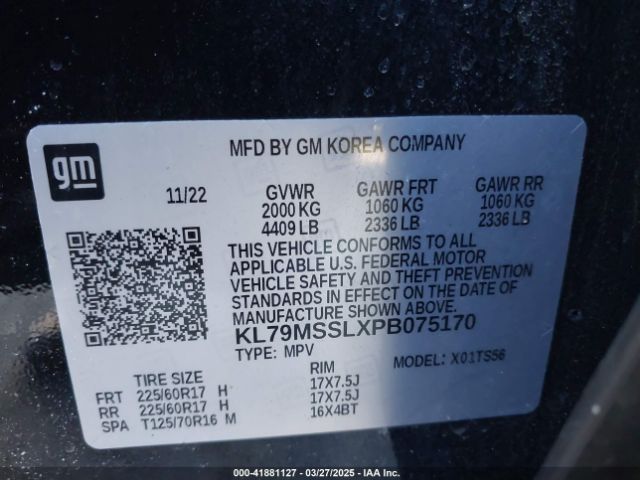 gm
MFD BY GM KOREA COMPANY
11/22 GVWR GAWR FRT GAWR RR
2000 KG 1060 KG 1060 KG
4409 LB 2336 LB 2336 LB
THIS VEHICLE CONFORMS TO ALL
APPLICABLE U.S. FEDERAL MOTOR
VEHICLE SAFETY AND THEFT PREVENTION
STANDARDS IN EFFECT ON THE DATE OF
MANUFACTURE SHOWN ABOVE.
KL79MSSLXPB075170
TYPE: MPV MODEL: X01TS56
TIRE SIZE RIM
FRT 225/60R17 H 17X7.5J
RR 225/60R17 H 17X7.5J
SPA T125/70R16 M 16X4BT
000-41881127 - 03/27/2025 - IAA Inc.